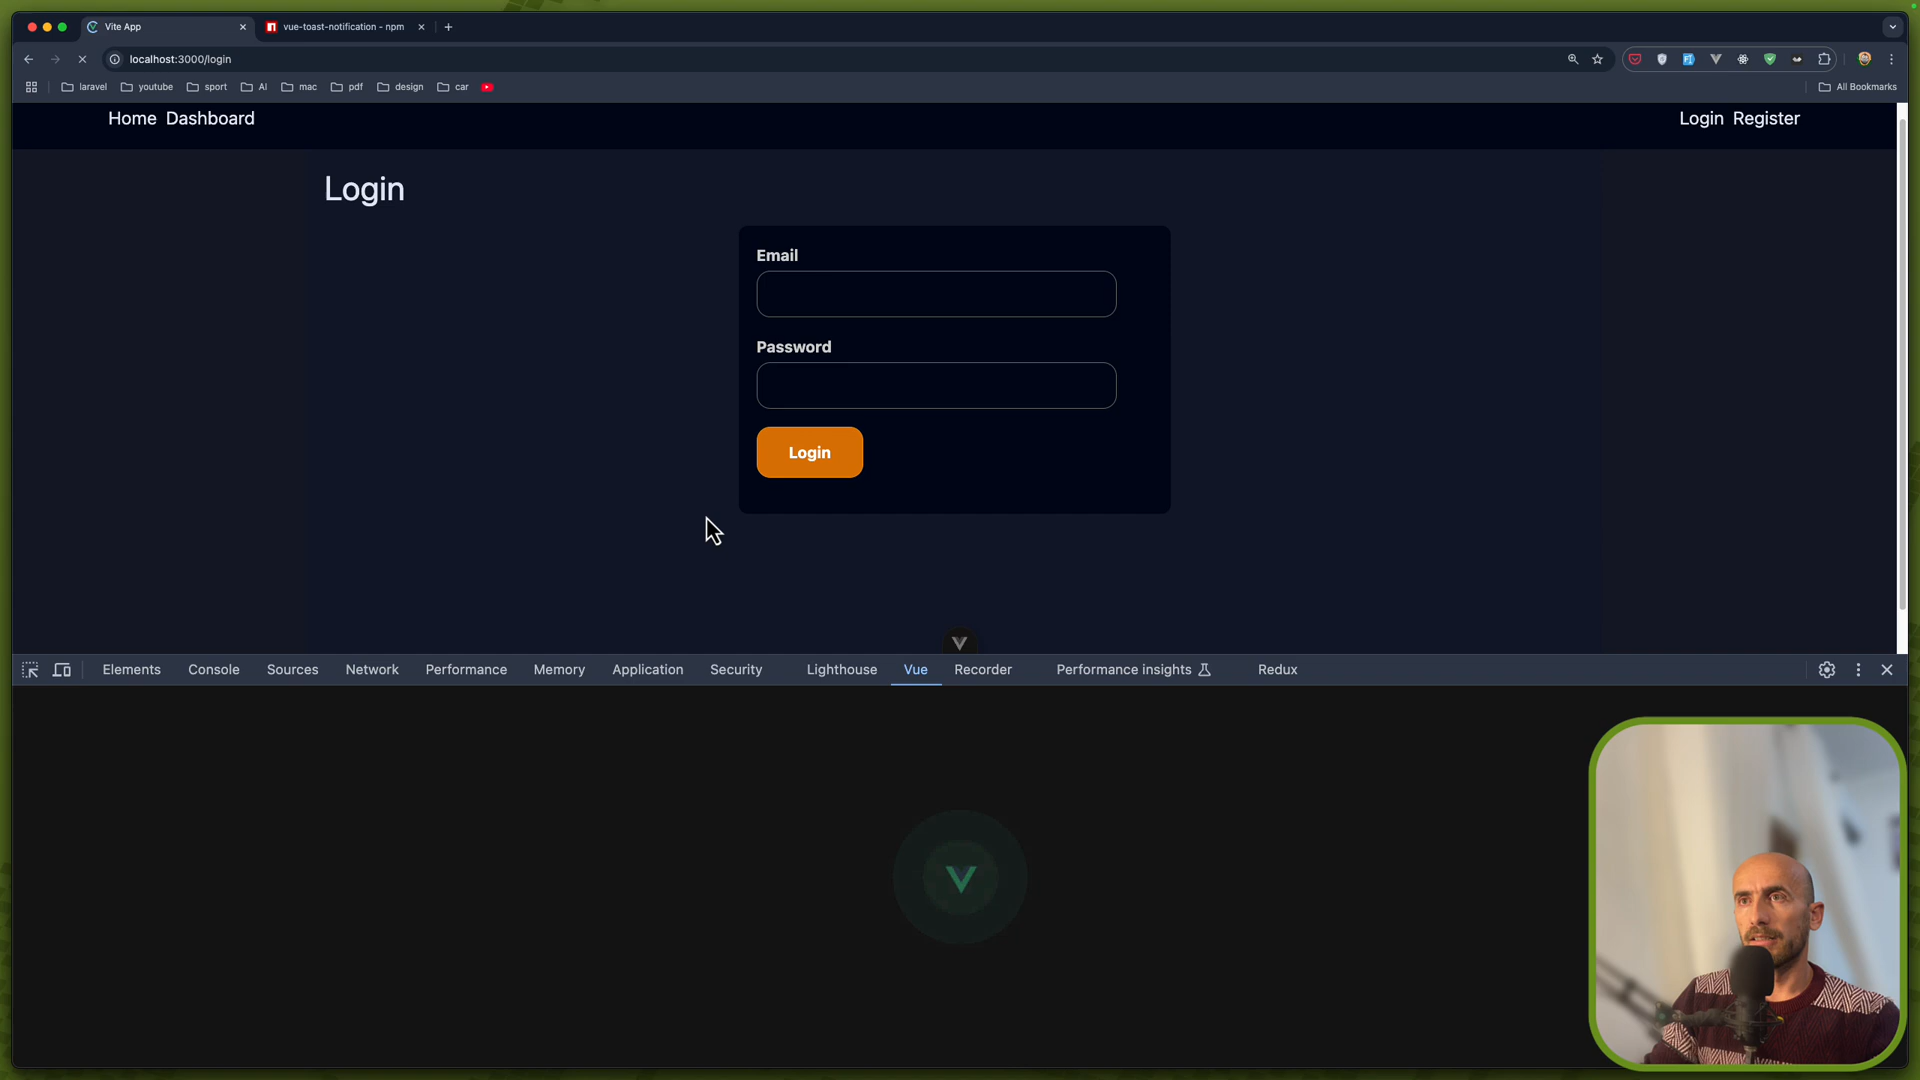 Vite App
vue-toast-notification - npm
localhost:3000/login
laravel
youtube
sport
AI
mac
pdf
design
car
All Bookmarks
Home Dashboard
Login Register
Login
Email
Password
Login
Elements
Console
Sources
Network
Performance
Memory
Application
Security
Lighthouse
Vue
Recorder
Performance insights
Redux